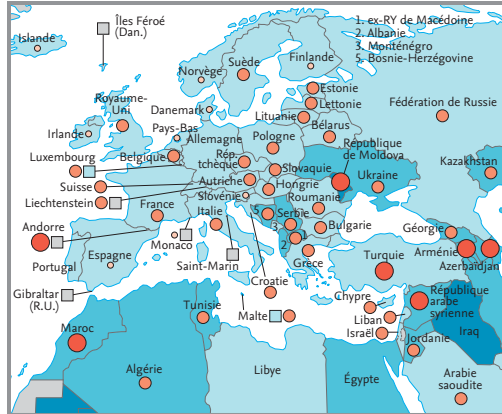 Islande
Îles Féroé
(Dan.)
1. ex-RY de Macédoine
2. Albanie
3. Monténégro
5. Bosnie-Herzégovine
Norvège
Suède
Finlande
Estonie
Lettonie
Lituanie
Fédération de Russie
Royaume-
Uni
Danemark
Irlande
Pays-Bas
Allemagne
Pologne
Bélarus
République
de Moldova
Luxembourg
Belgique
Rép.
tchèque
Slovaquie
Ukraine
Kazakhstan
Suisse
Autriche
Hongrie
Liechtenstein
Slovénie
Roumanie
France
Italie
5
Serbie
3
1
2
Bulgarie
Géorgie
Andorre
Monaco
Arménie
Azerbaïdjan
Espagne
Portugal
Saint-Marin
Grèce
Turquie
Gibraltar
(R.U.)
Croatie
Chypre
République
arabe
syrienne
Tunisie
Malte
Liban
Israël
Iraq
Maroc
Jordanie
Algérie
Libye
Égypte
Arabie
saoudite